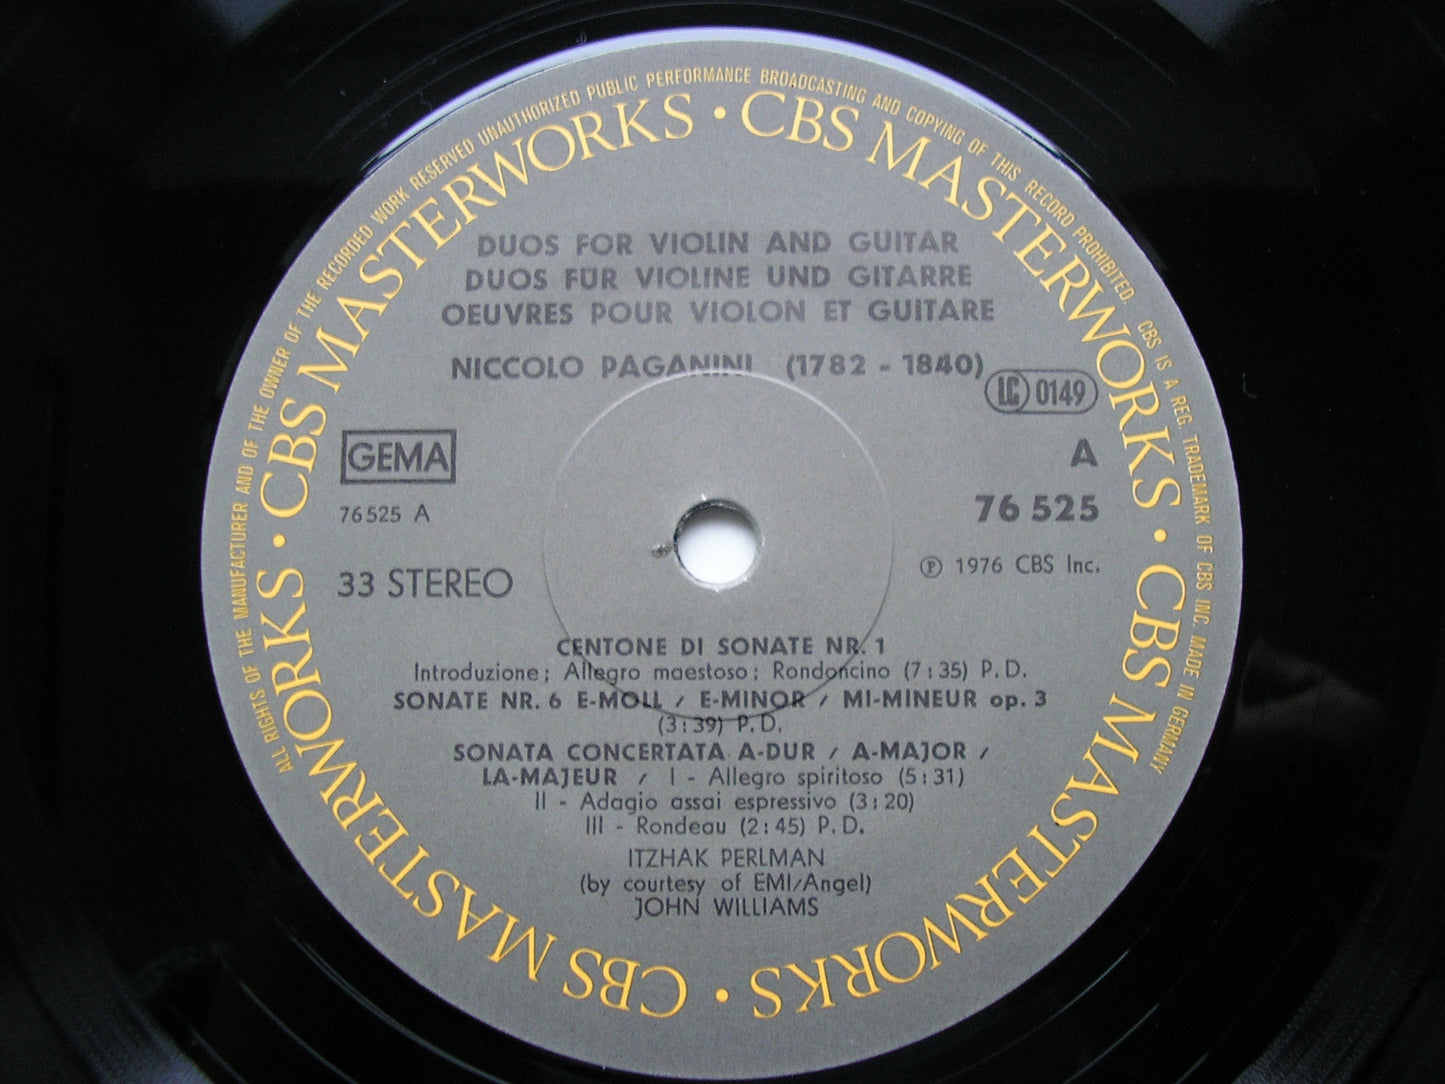 ALL RIGHTS OF THE MANUFACTURER AND OF THE OWNER OF THE RECORDED WORK RESERVED UNAUTHORIZED PUBLIC PERFORMANCE BROADCASTING AND COPYING OF THIS RECORD PROHIBITED. CBS IS A REG. TRADEMARK OF CBS INC. MADE IN GERMANY
CBS MASTERWORKS • CBS MASTERWORKS • CBS MASTERWORKS • CBS MASTERWORKS •
DUOS FOR VIOLIN AND GUITAR
DUOS FÜR VIOLINE UND GITARRE
OEUVRES POUR VIOLON ET GUITARE
NICCOLO PAGANINI (1782 - 1840)
LC 0149
GEMA
A
76 525 A
76 525
33 STEREO
℗ 1976 CBS Inc.
CENTONE DI SONATE NR. 1
Introduzione; Allegro maestoso; Rondoncino (7:35) P.D.
SONATE NR. 6 E-MOLL / E-MINOR / MI-MINEUR op. 3
(3:39) P.D.
SONATA CONCERTATA A-DUR / A-MAJOR /
LA-MAJEUR / I - Allegro spiritoso (5:31)
II - Adagio assai espressivo (3:20)
III - Rondeau (2:45) P.D.
ITZHAK PERLMAN
(by courtesy of EMI/Angel)
JOHN WILLIAMS